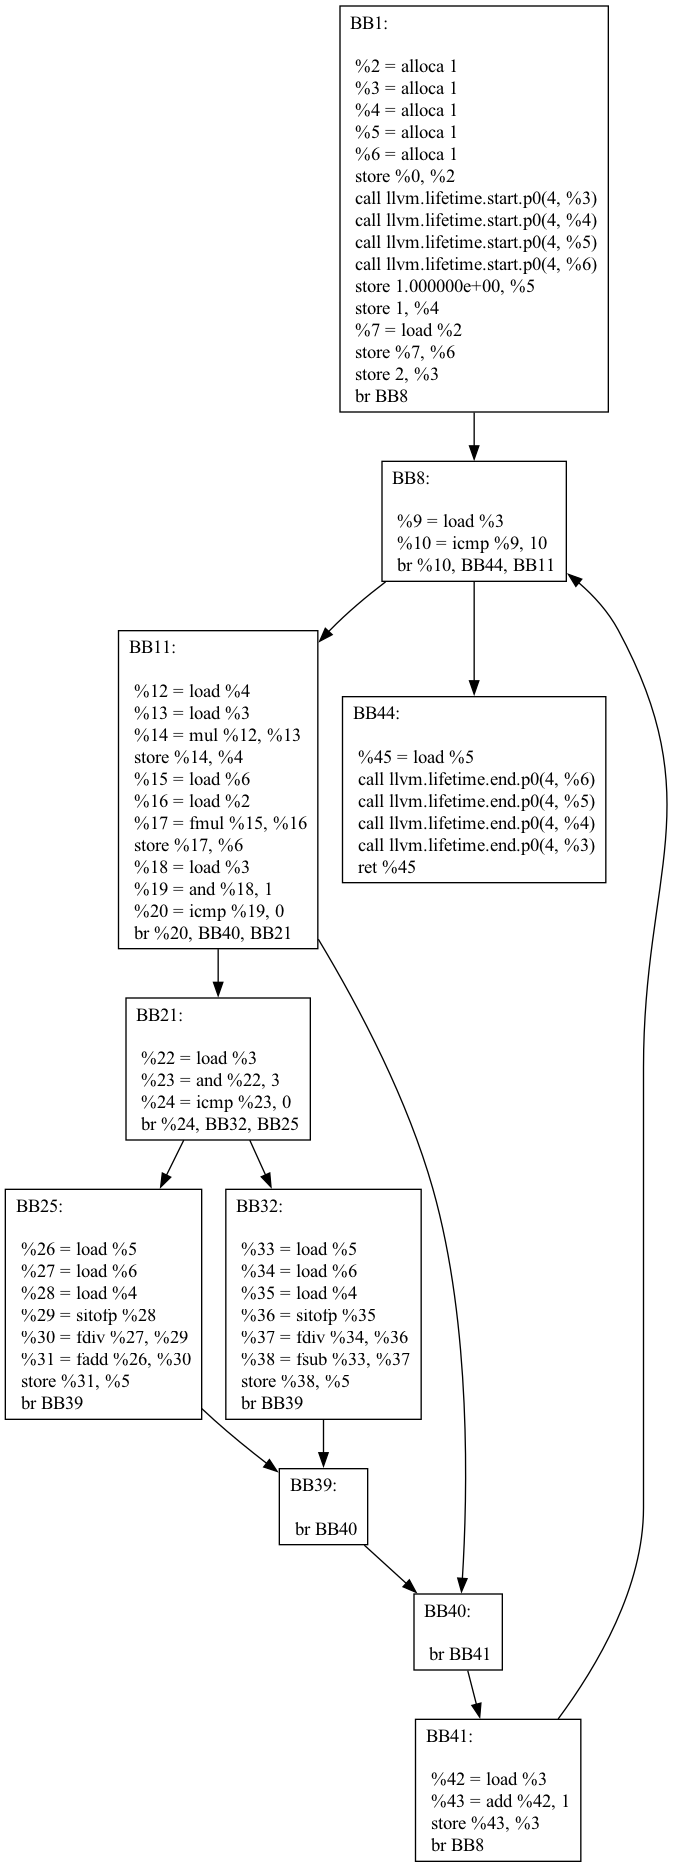 BB1:
%2 = alloca 1
%3 = alloca 1
%4 = alloca 1
%5 = alloca 1
%6 = alloca 1
store %0, %2
call llvm.lifetime.start.p0(4, %3)
call llvm.lifetime.start.p0(4, %4)
call llvm.lifetime.start.p0(4, %5)
call llvm.lifetime.start.p0(4, %6)
store 1.000000e+00, %5
store 1, %4
%7 = load %2
store %7, %6
store 2, %3
br BB8
BB8:
%9 = load %3
%10 = icmp %9, 10
br %10, BB44, BB11
BB11:
%12 = load %4
%13 = load %3
%14 = mul %12, %13
store %14, %4
%15 = load %6
%16 = load %2
%17 = fmul %15, %16
store %17, %6
%18 = load %3
%19 = and %18, 1
%20 = icmp %19, 0
br %20, BB40, BB21
BB44:
%45 = load %5
call llvm.lifetime.end.p0(4, %6)
call llvm.lifetime.end.p0(4, %5)
call llvm.lifetime.end.p0(4, %4)
call llvm.lifetime.end.p0(4, %3)
ret %45
BB21:
%22 = load %3
%23 = and %22, 3
%24 = icmp %23, 0
br %24, BB32, BB25
BB25:
%26 = load %5
%27 = load %6
%28 = load %4
%29 = sitofp %28
%30 = fdiv %27, %29
%31 = fadd %26, %30
store %31, %5
br BB39
BB32:
%33 = load %5
%34 = load %6
%35 = load %4
%36 = sitofp %35
%37 = fdiv %34, %36
%38 = fsub %33, %37
store %38, %5
br BB39
BB39:
br BB40
BB40:
br BB41
BB41:
%42 = load %3
%43 = add %42, 1
store %43, %3
br BB8